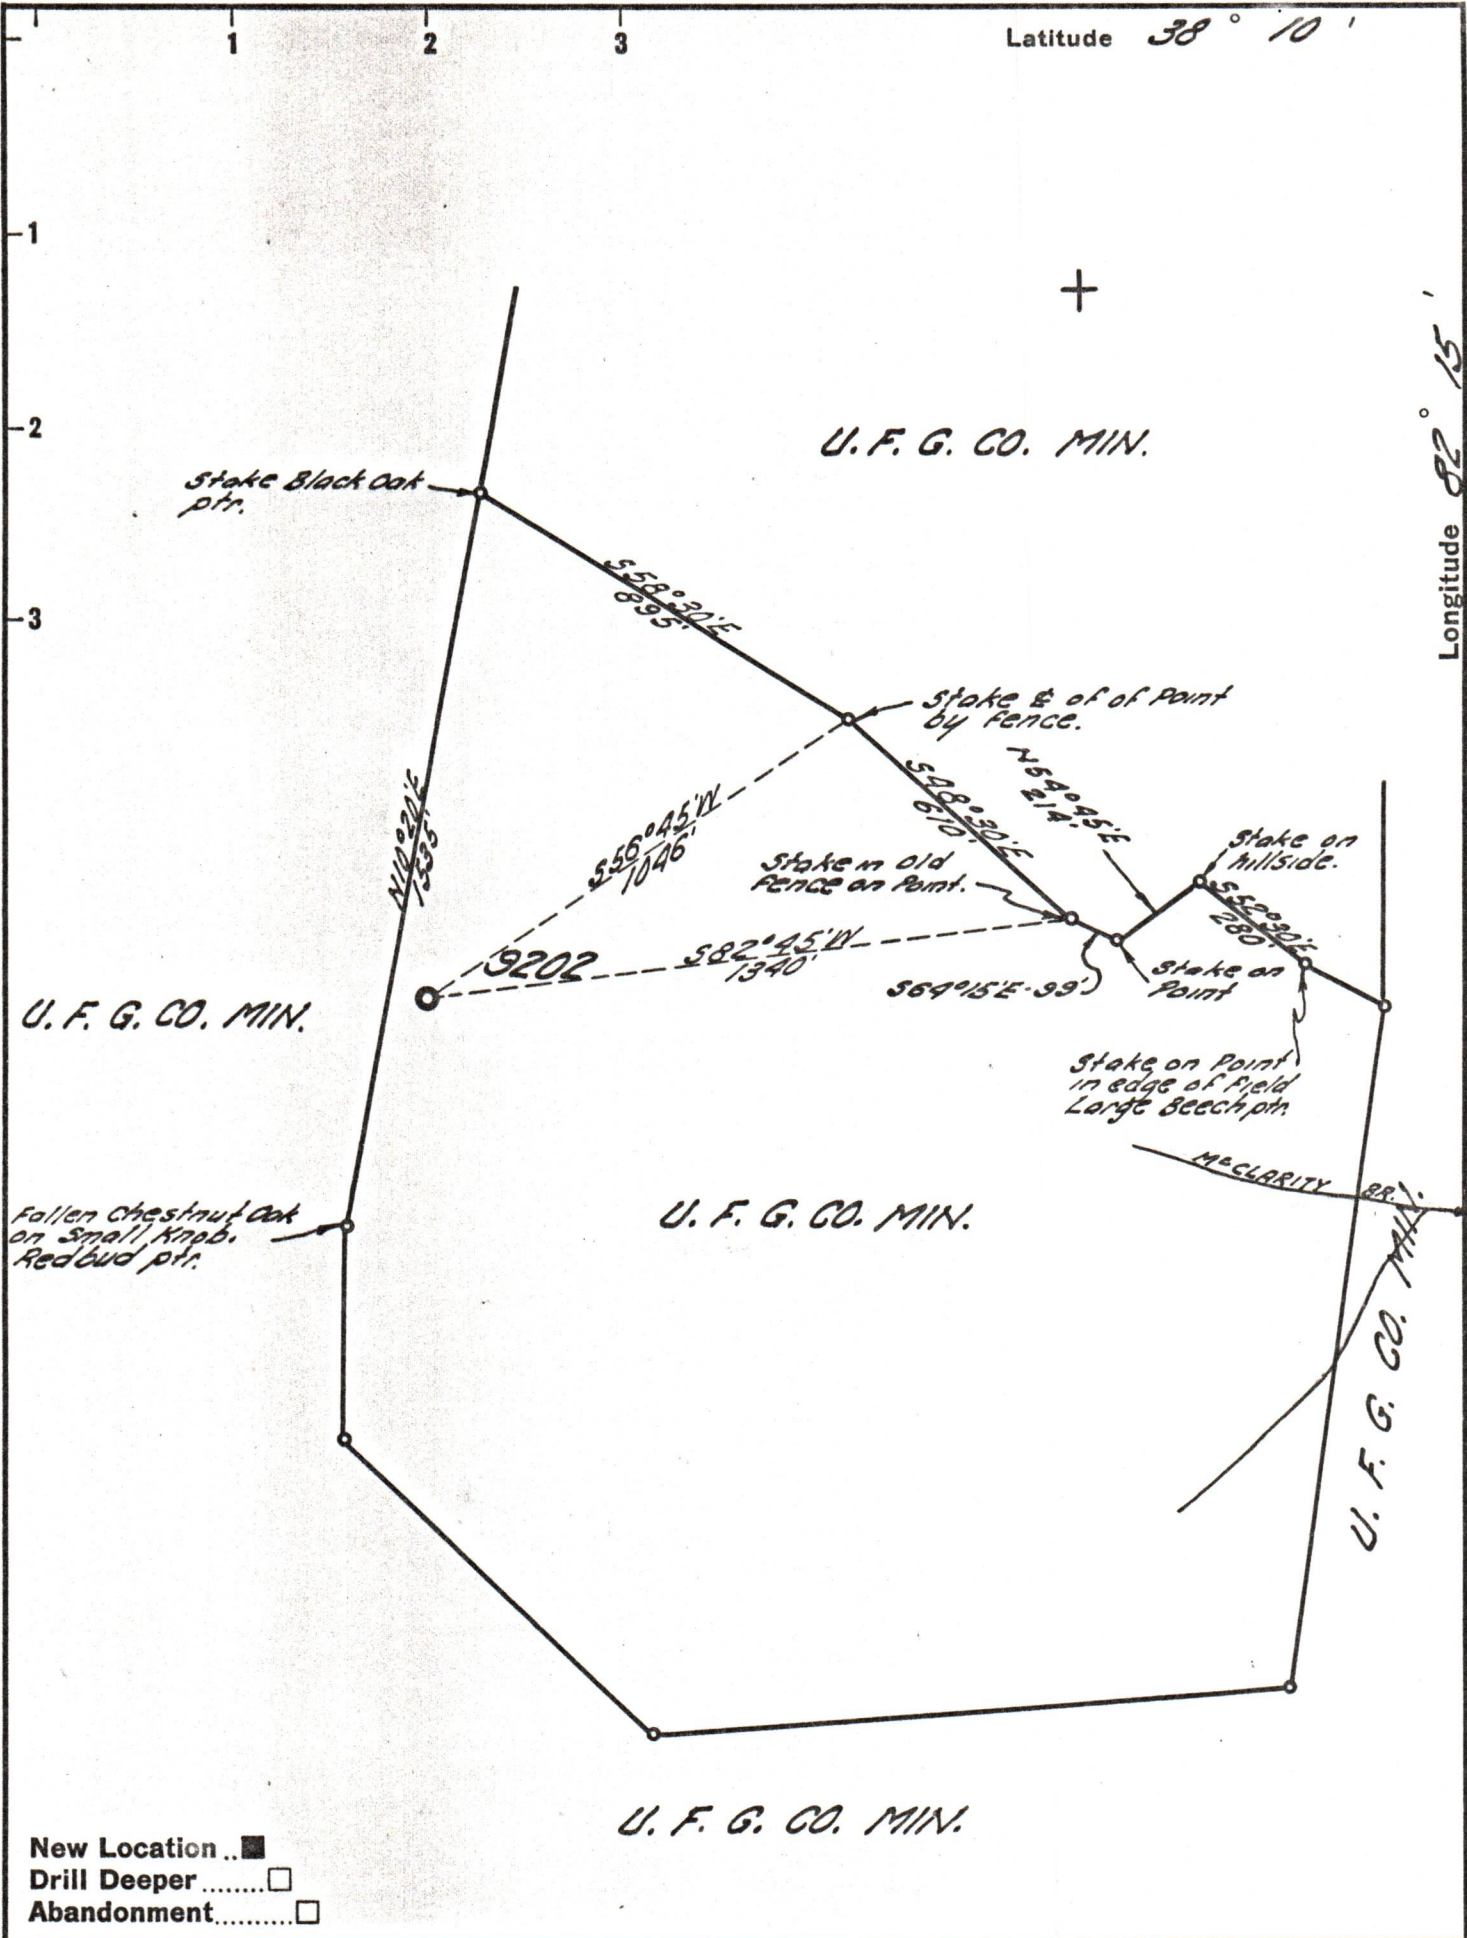 1 2 3 Latitude 38° 10'
1
2
3
Longitude 82° 15'
U. F. G. CO. MIN.
Stake Black Oak
ptr.
S58°30'E
895'
Stake & of of Point
by Fence.
N10°20'E
1535'
S56°45'W
1046'
S48°30'E
610'
N54°45'E
214'
Stake on
hillside.
Stake in Old
Fence on Point.
S52°30'E
280'
9202
S82°45'W
1340'
S64°15'E-99'
Stake on
Point
U. F. G. CO. MIN.
Stake on Point
in edge of Field
Large Beech ptr.
McCLARITY BR.
Fallen Chestnut Oak
on Small Knob.
Redbud ptr.
U. F. G. CO. MIN.
U. F. G. CO. MIN.
U. F. G. CO. MIN.
New Location ..■
Drill Deeper ........□
Abandonment..........□